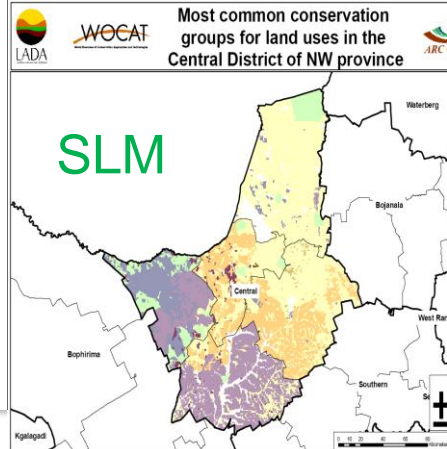 LADA
WOCAT
Most common conservation
groups for land uses in the
Central District of NW province
ARC
SLM
Waterberg
Bojanala
Central
West Ran
Bophirima
Southern
Se
Kgalagadi